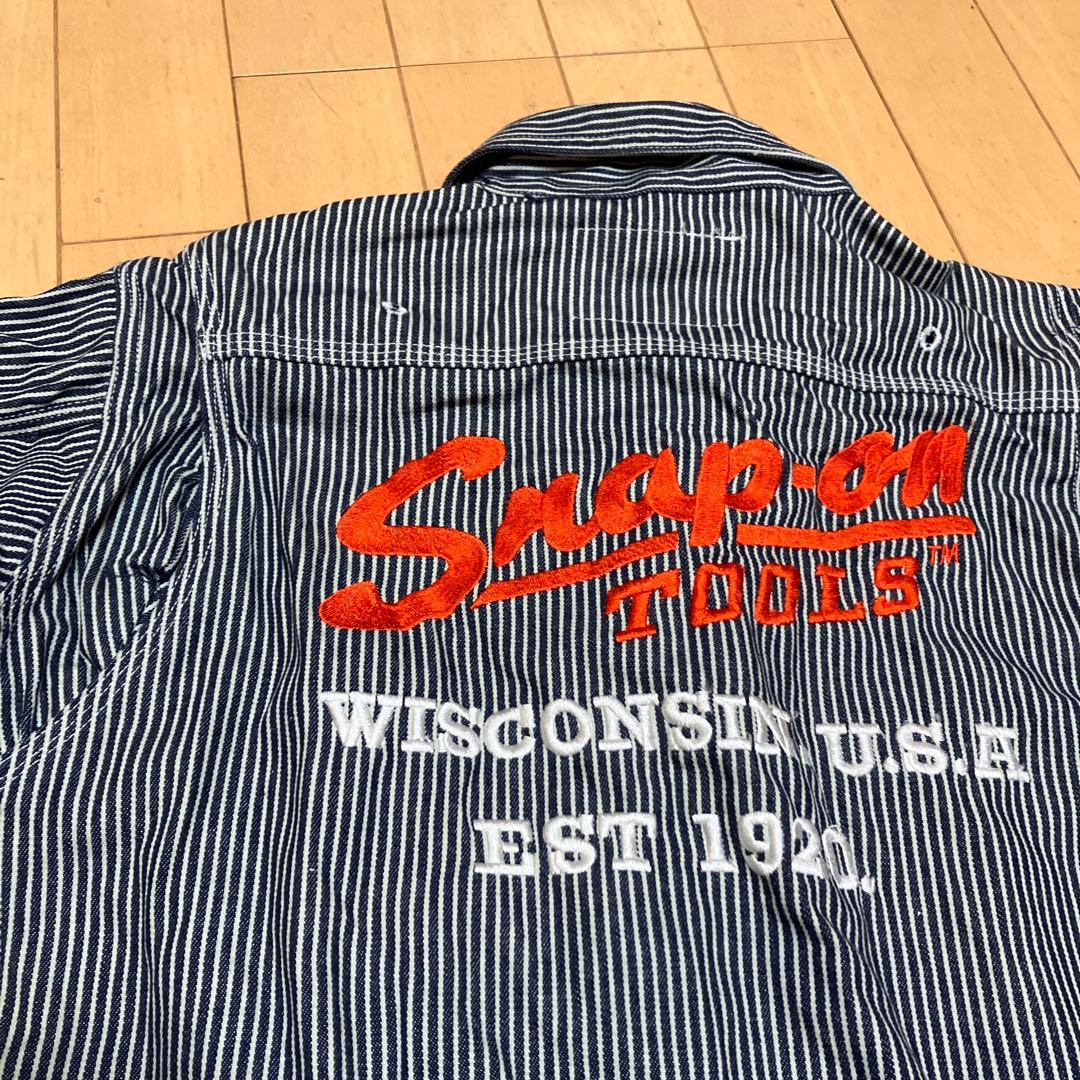 Snap-on
TOOLS™
WISCONSIN. U.S.A
EST 1920.